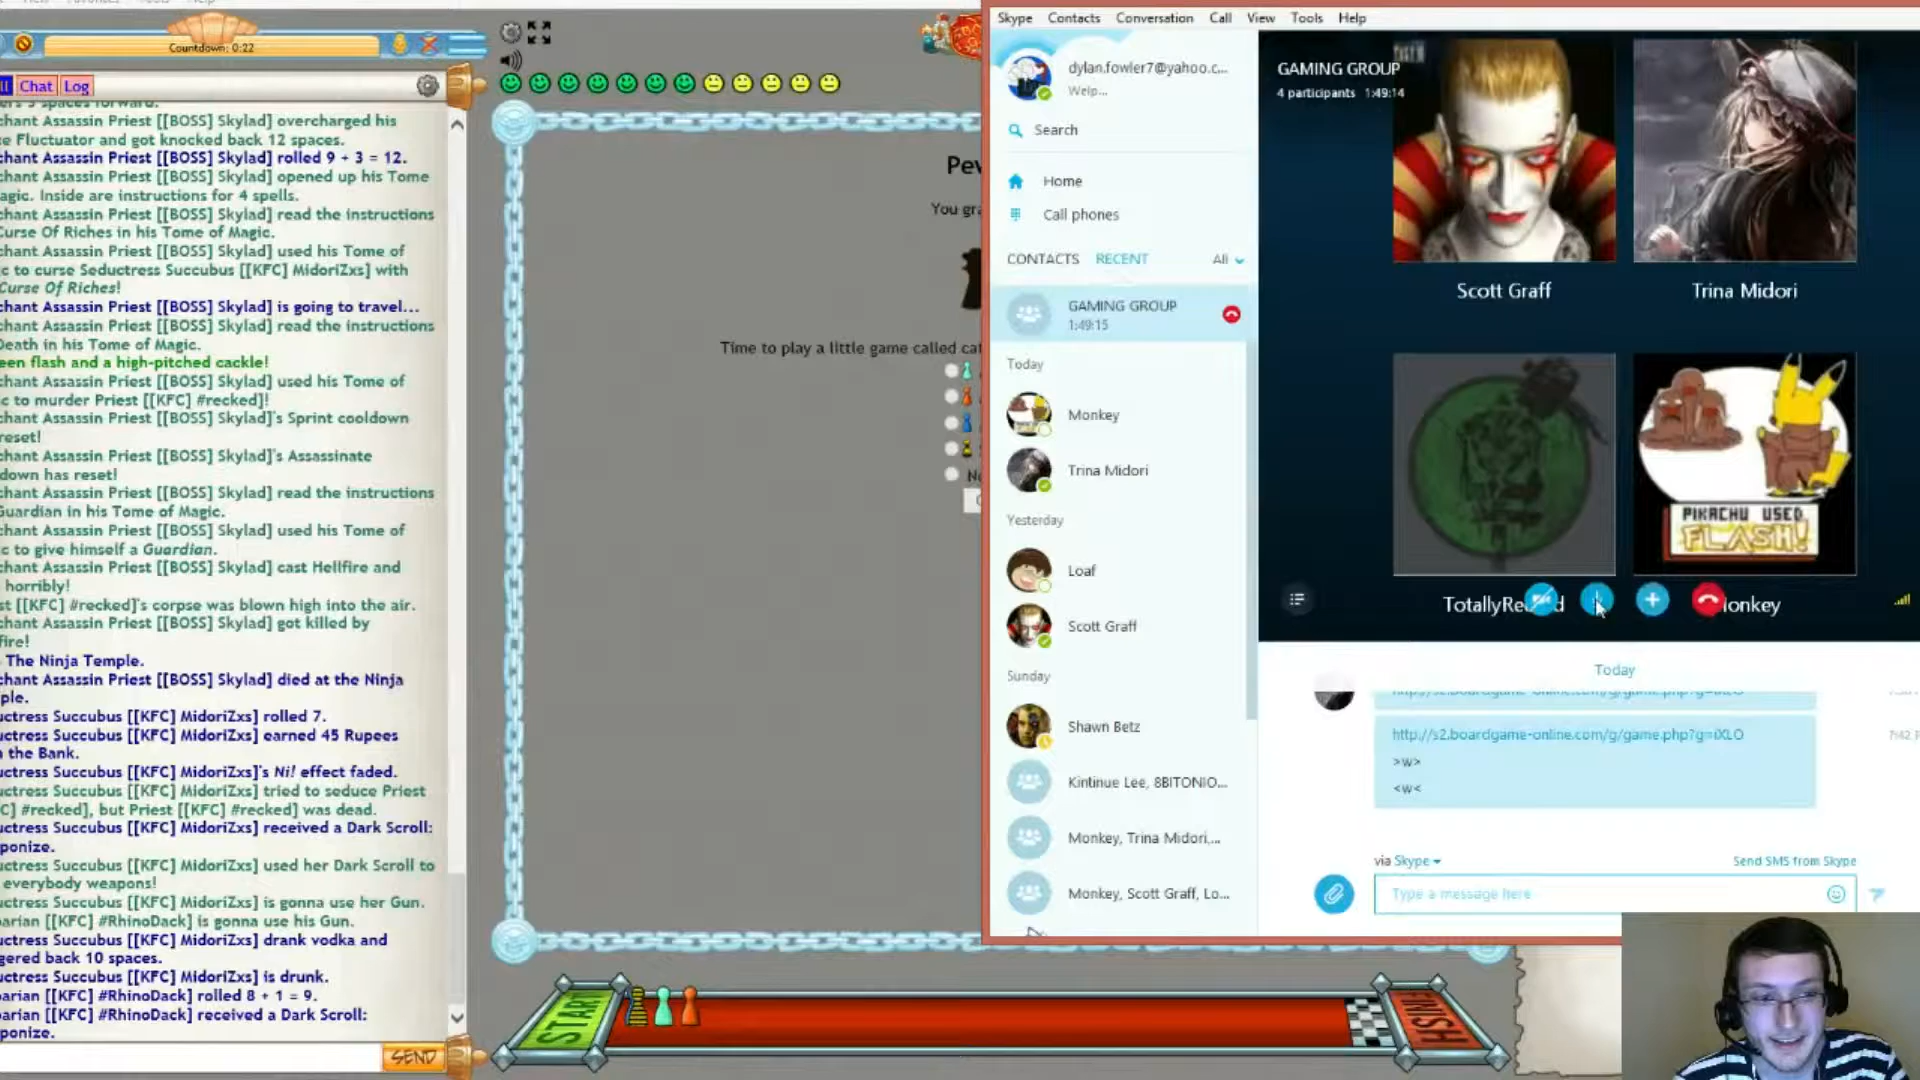 Countdown: 0:22
Chat Log
chant Assassin Priest [[BOSS] Skylad] overcharged his
e Fluctuator and got knocked back 12 spaces.
chant Assassin Priest [[BOSS] Skylad] rolled 9 + 3 = 12.
chant Assassin Priest [[BOSS] Skylad] opened up his Tome
agic. Inside are instructions for 4 spells.
chant Assassin Priest [[BOSS] Skylad] read the instructions
Curse Of Riches in his Tome of Magic.
chant Assassin Priest [[BOSS] Skylad] used his Tome of
c to curse Seductress Succubus [[KFC] MidoriZxs] with
Curse Of Riches!
chant Assassin Priest [[BOSS] Skylad] is going to travel...
chant Assassin Priest [[BOSS] Skylad] read the instructions
Death in his Tome of Magic.
een flash and a high-pitched cackle!
chant Assassin Priest [[BOSS] Skylad] used his Tome of
c to murder Priest [[KFC] #recked]!
chant Assassin Priest [[BOSS] Skylad]'s Sprint cooldown
reset!
chant Assassin Priest [[BOSS] Skylad]'s Assassinate
down has reset!
chant Assassin Priest [[BOSS] Skylad] read the instructions
Guardian in his Tome of Magic.
chant Assassin Priest [[BOSS] Skylad] used his Tome of
c to give himself a Guardian.
chant Assassin Priest [[BOSS] Skylad] cast Hellfire and
horribly!
st [[KFC] #recked]'s corpse was blown high into the air.
chant Assassin Priest [[BOSS] Skylad] got killed by
fire!
The Ninja Temple.
chant Assassin Priest [[BOSS] Skylad] died at the Ninja
ple.
uctress Succubus [[KFC] MidoriZxs] rolled 7.
uctress Succubus [[KFC] MidoriZxs] earned 45 Rupees
the Bank.
uctress Succubus [[KFC] MidoriZxs]'s Ni! effect faded.
uctress Succubus [[KFC] MidoriZxs] tried to seduce Priest
C] #recked], but Priest [[KFC] #recked] was dead.
uctress Succubus [[KFC] MidoriZxs] received a Dark Scroll:
ponize.
uctress Succubus [[KFC] MidoriZxs] used her Dark Scroll to
everybody weapons!
uctress Succubus [[KFC] MidoriZxs] is gonna use her Gun.
arian [[KFC] #RhinoDack] is gonna use his Gun.
uctress Succubus [[KFC] MidoriZxs] drank vodka and
gered back 10 spaces.
uctress Succubus [[KFC] MidoriZxs] is drunk.
arian [[KFC] #RhinoDack] rolled 8 + 1 = 9.
arian [[KFC] #RhinoDack] received a Dark Scroll:
ponize.
SEND
Pev
You gra
Time to play a little game called cat
START
FINISH
Skype Contacts Conversation Call View Tools Help
dylan.fowler7@yahoo.c...
Welp...
Search
Home
Call phones
CONTACTS RECENT All
GAMING GROUP
1:49:15
Today
Monkey
Trina Midori
Yesterday
Loaf
Scott Graff
Sunday
Shawn Betz
Kintinue Lee, 8BITONIO...
Monkey, Trina Midori,...
Monkey, Scott Graff, Lo...
GAMING GROUP
4 participants 1:49:14
Scott Graff
Trina Midori
PIKACHU USED
FLASH!
TotallyRe d
onkey
Today
http://s2.boardgame-online.com/g/game.php?g=iXLO
>w>
<w<
via Skype
Send SMS from Skype
Type a message here